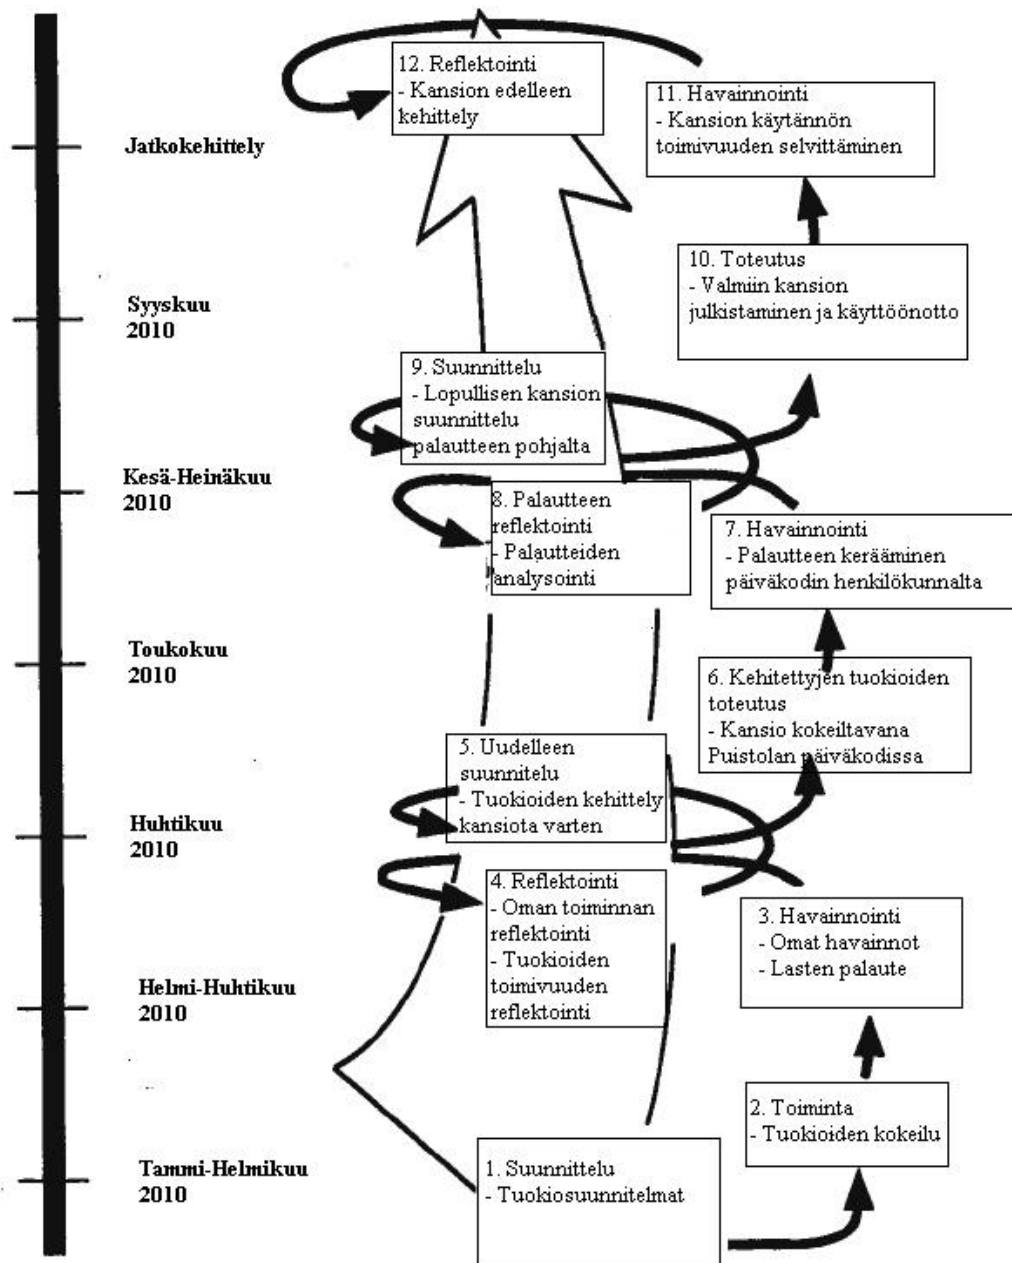 12. Reflektointi
- Kansion edelleen
kehittely
11. Havainnointi
- Kansion käytännön
toimivuuden selvittäminen
Jatkokehittely
10. Toteutus
- Valmiin kansion
julkistaminen ja käyttöönotto
Syyskuu
2010
9. Suunnittelu
- Lopullisen kansion
suunnittelu
palautteen pohjalta
Kesä-Heinäkuu
2010
8. Palautteen
reflektointi
- Palautteiden
analysointi
7. Havainnointi
- Palautteen kerääminen
päiväkodin henkilökunnalta
Toukokuu
2010
6. Kehitettyjen tuokioiden
toteutus
- Kansio kokeiltavana
Puistolan päiväkodissa
5. Uudelleen
suunnitelu
- Tuokioiden kehittely
kansiota varten
Huhtikuu
2010
4. Reflektointi
- Oman toiminnan
reflektointi
- Tuokioiden
toimivuuden
reflektointi
3. Havainnointi
- Omat havainnot
- Lasten palaute
Helmi-Huhtikuu
2010
2. Toiminta
- Tuokioiden kokeilu
Tammi-Helmikuu
2010
1. Suunnittelu
- Tuokiosuunnitelmat